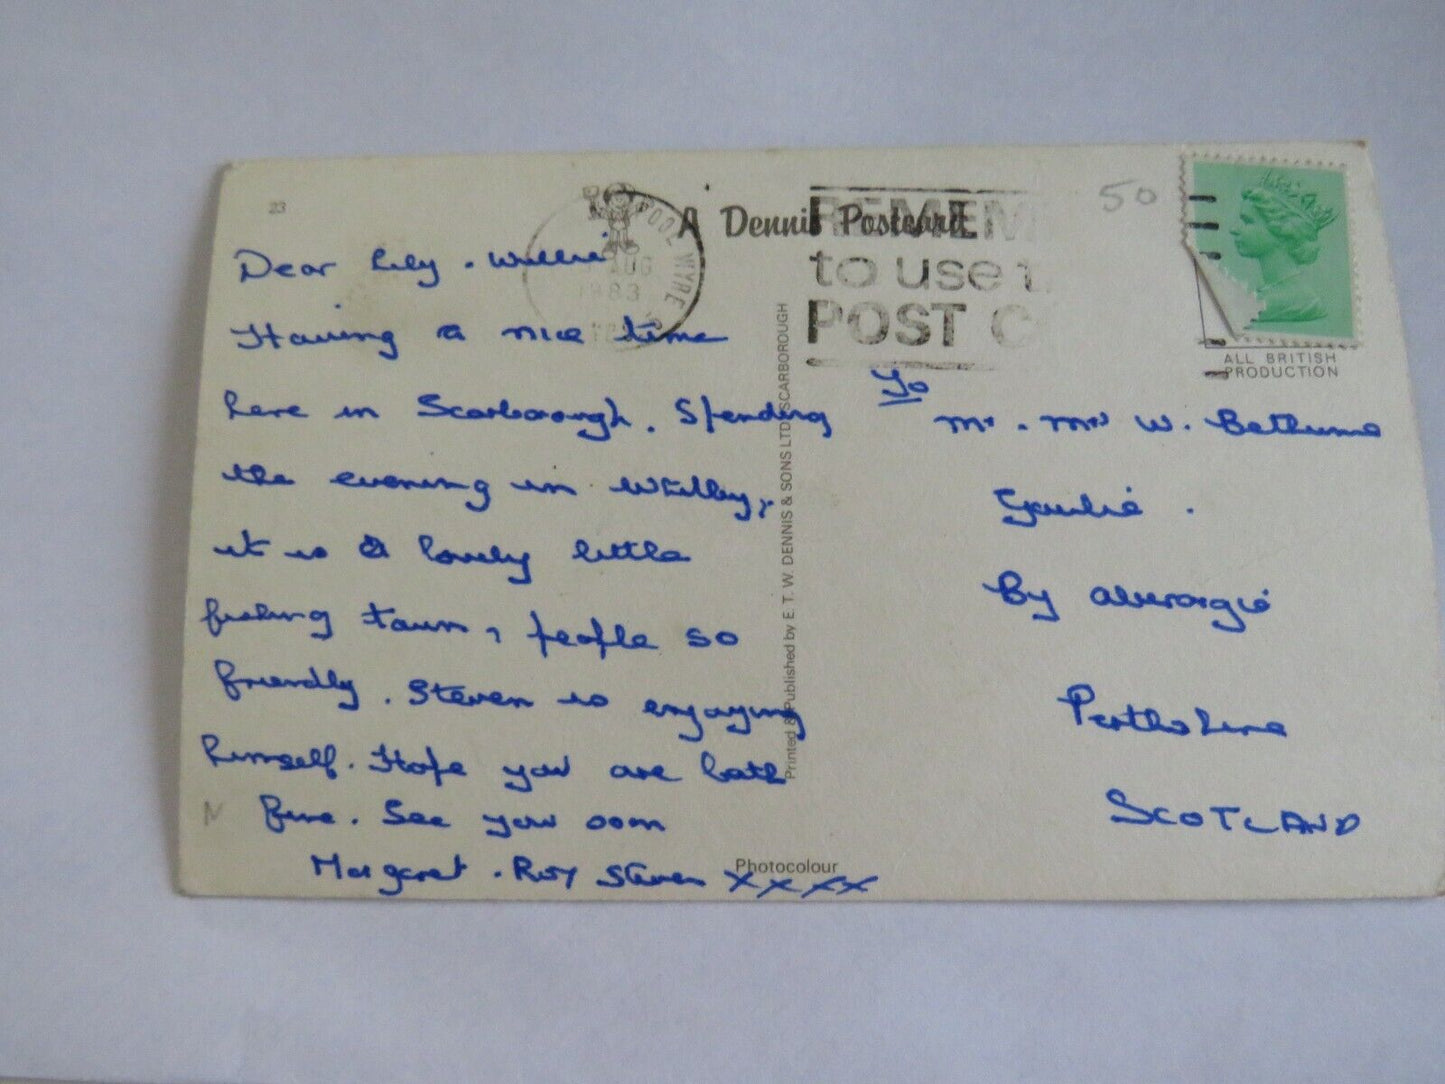 23
A Dennis Postcard
AUG
1983
REMEM
to use
POST C
50
ALL BRITISH
PRODUCTION
Dear Lily . Willie
Having a nice time
here in Scarborough. Spending
the evening in Whitby,
it is a lovely little
fishing town, people so
friendly. Steven is enjoying
himself. Hope you are both
fine. See you soon
Margaret . Roy Steven xxxx
Printed & Published by E. T. W. DENNIS & SONS LTD SCARBOROUGH
Photocolour
To
Mr . Mrs W. Bethune
By
Perthshire
SCOTLAND
N